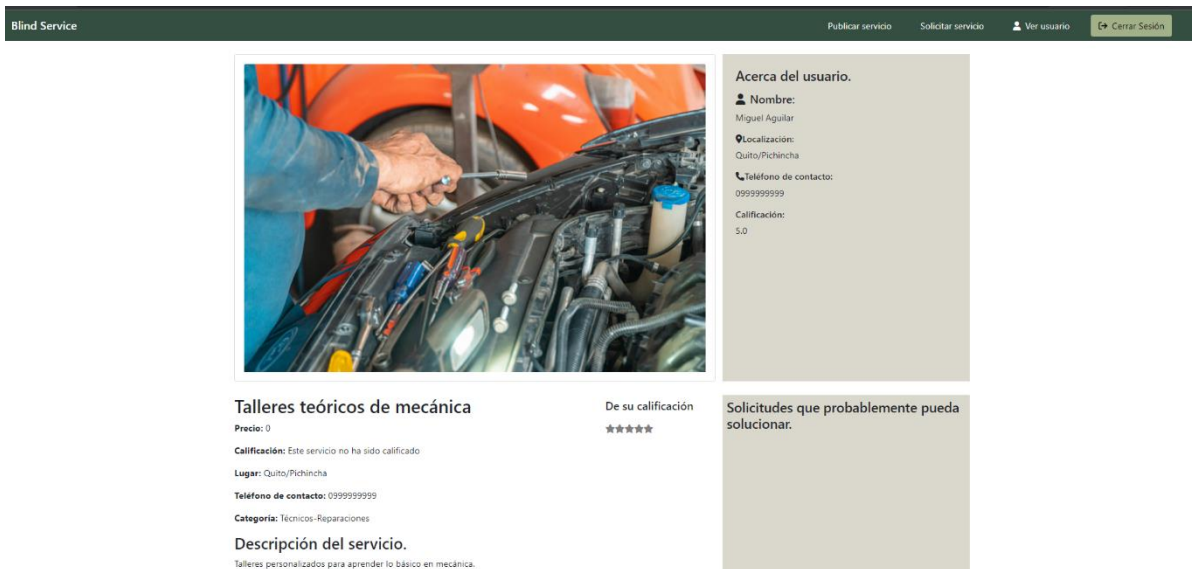 Blind Service
Publicar servicio
Solicitar servicio
Ver usuario
Cerrar Sesión
Acerca del usuario.
Nombre:
Miguel Aguilar
Localización:
Quito/Pichincha
Teléfono de contacto:
0999999999
Calificación:
5.0
Talleres teóricos de mecánica
Precio: 0
Calificación: Este servicio no ha sido calificado
Lugar: Quito/Pichincha
Teléfono de contacto: 0999999999
Categoría: Técnicos-Reparaciones
Descripción del servicio.
Talleres personalizados para aprender lo básico en mecánica.
De su calificación
Solicitudes que probablemente pueda
solucionar.